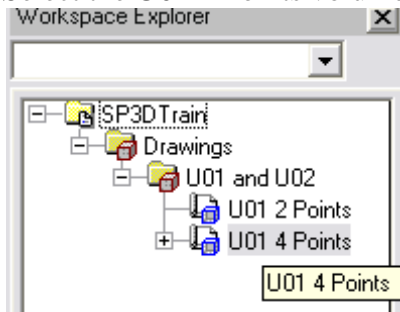 Workspace Explorer
SP3DTrain
Drawings
U01 and U02
U01 2 Points
U01 4 Points
U01 4 Points